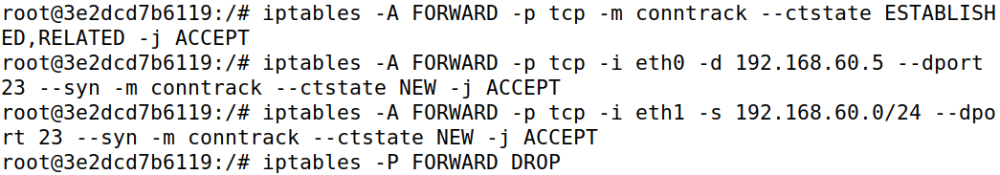 root@3e2dcd7b6119:/# iptables -A FORWARD -p tcp -m conntrack --ctstate ESTABLISH
ED,RELATED -j ACCEPT
root@3e2dcd7b6119:/# iptables -A FORWARD -p tcp -i eth0 -d 192.168.60.5 --dport
23 --syn -m conntrack --ctstate NEW -j ACCEPT
root@3e2dcd7b6119:/# iptables -A FORWARD -p tcp -i eth1 -s 192.168.60.0/24 --dpo
rt 23 --syn -m conntrack --ctstate NEW -j ACCEPT
root@3e2dcd7b6119:/# iptables -P FORWARD DROP